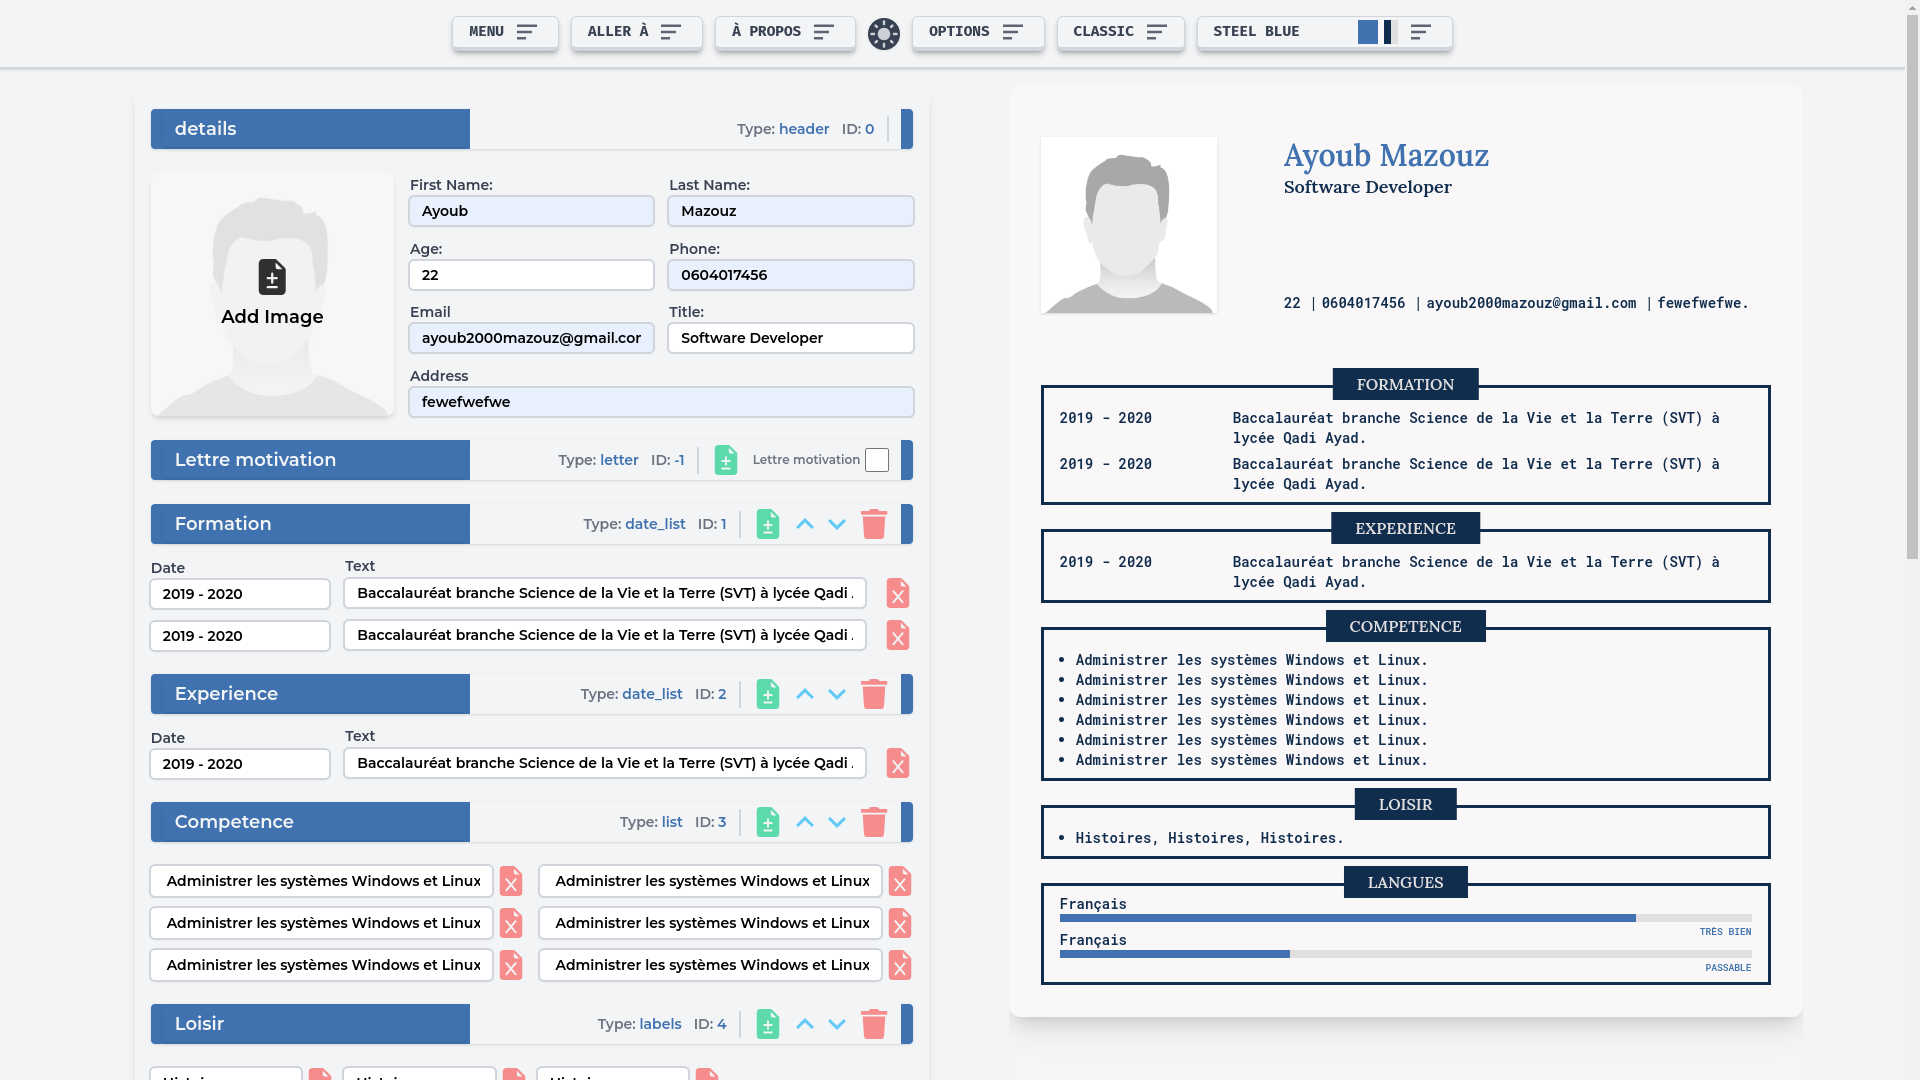 MENU
ALLER À
À PROPOS
OPTIONS
CLASSIC
STEEL BLUE
details
Type: header ID: 0
Add Image
First Name:
Last Name:
Ayoub
Mazouz
Age:
Phone:
22
0604017456
Email
Title:
ayoub2000mazouz@gmail.cor
Software Developer
Address
fewefwefwe
Lettre motivation
Type: letter ID: -1
Lettre motivation
Formation
Type: date_list ID: 1
Date
Text
2019 - 2020
Baccalauréat branche Science de la Vie et la Terre (SVT) à lycée Qadi .
2019 - 2020
Baccalauréat branche Science de la Vie et la Terre (SVT) à lycée Qadi .
Experience
Type: date_list ID: 2
Date
Text
2019 - 2020
Baccalauréat branche Science de la Vie et la Terre (SVT) à lycée Qadi .
Competence
Type: list ID: 3
Administrer les systèmes Windows et Linux
Administrer les systèmes Windows et Linux
Administrer les systèmes Windows et Linux
Administrer les systèmes Windows et Linux
Administrer les systèmes Windows et Linux
Administrer les systèmes Windows et Linux
Loisir
Type: labels ID: 4
Ayoub Mazouz
Software Developer
22 | 0604017456 | ayoub2000mazouz@gmail.com | fewefwefwe.
FORMATION
2019 - 2020
Baccalauréat branche Science de la Vie et la Terre (SVT) à
lycée Qadi Ayad.
2019 - 2020
Baccalauréat branche Science de la Vie et la Terre (SVT) à
lycée Qadi Ayad.
EXPERIENCE
2019 - 2020
Baccalauréat branche Science de la Vie et la Terre (SVT) à
lycée Qadi Ayad.
COMPETENCE
• Administrer les systèmes Windows et Linux.
• Administrer les systèmes Windows et Linux.
• Administrer les systèmes Windows et Linux.
• Administrer les systèmes Windows et Linux.
• Administrer les systèmes Windows et Linux.
• Administrer les systèmes Windows et Linux.
LOISIR
• Histoires, Histoires, Histoires.
LANGUES
Français
TRÈS BIEN
Français
PASSABLE